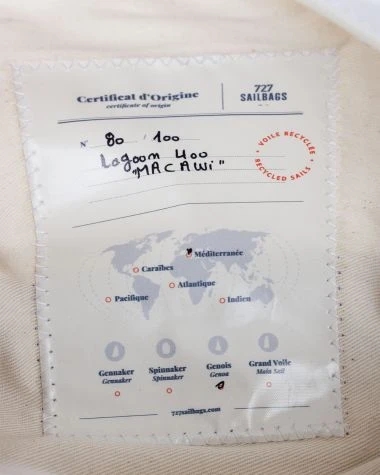 Certificat d'Origine
certificate of origin
727
SAILBAGS
N° 80 / 100
Lagoon 400
"MACAWi"
• VOILE RECYCLÉE •
RECYCLED SAILS
Méditerranée
Caraïbes
Atlantique
Pacifique
Indien
Gennaker
Gennaker
Spinnaker
Spinnaker
Genois
Genoa
Grand Voile
Main Sail
727sailbags.com